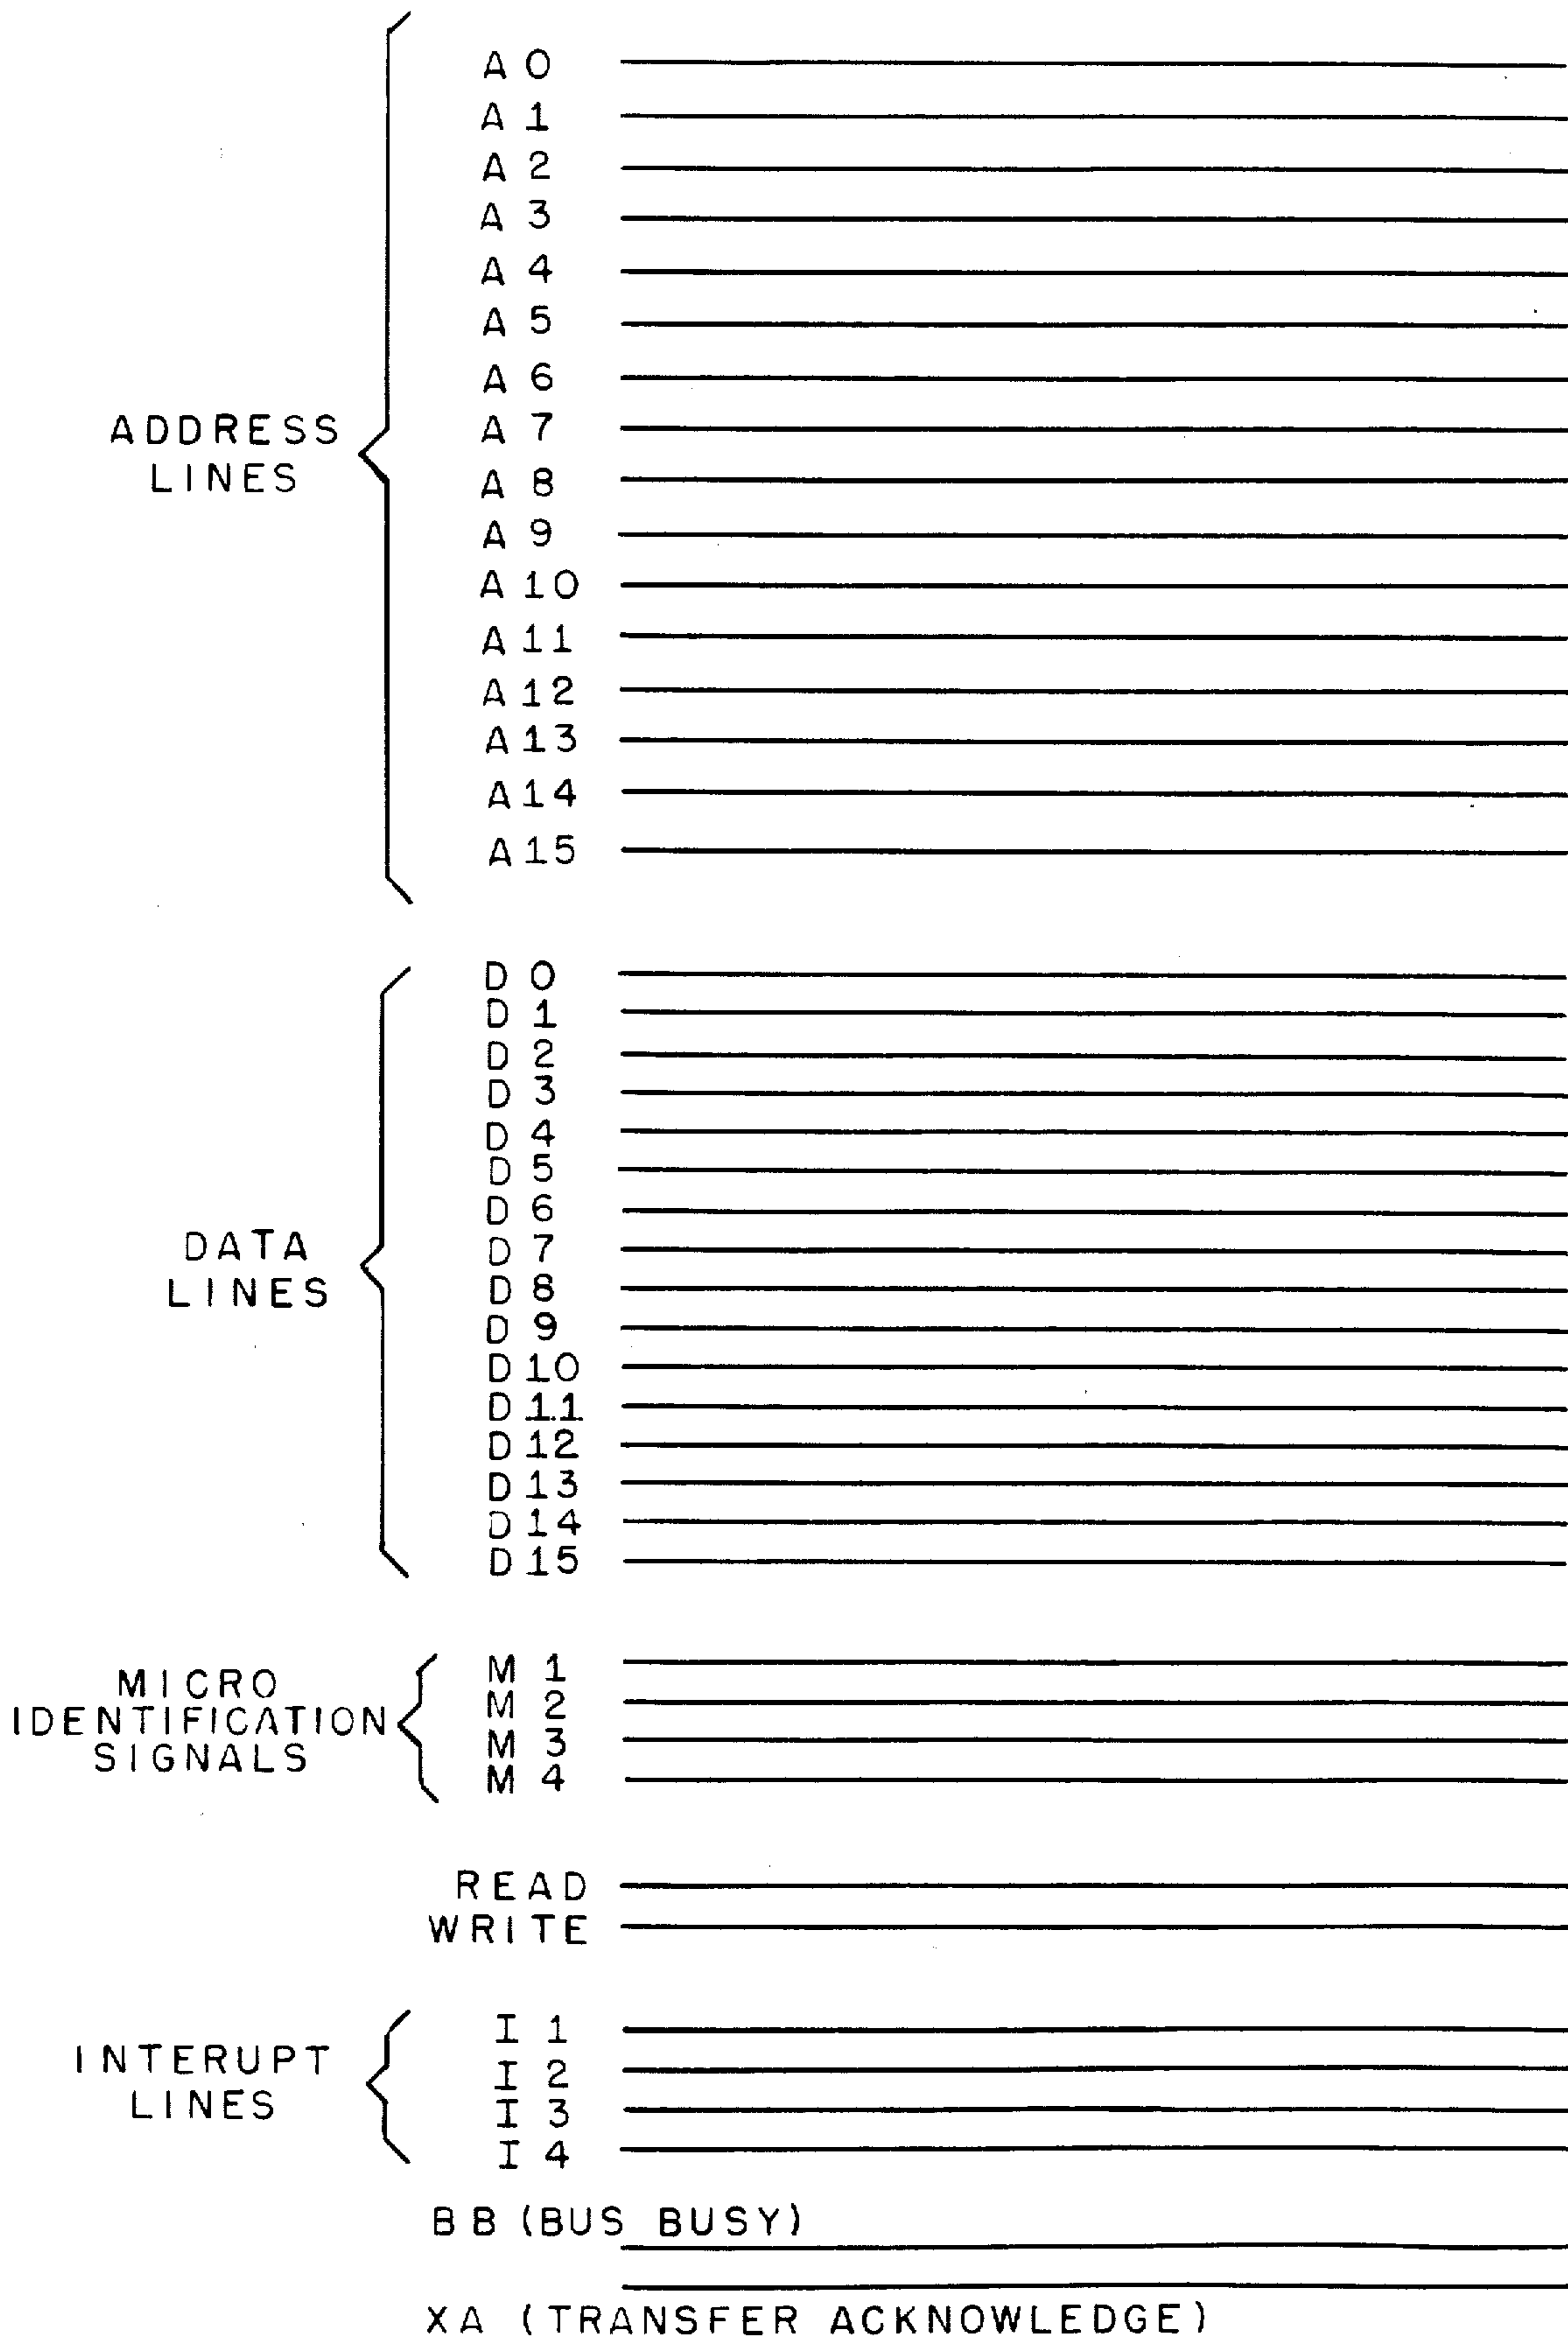 A 0
A 1
A 2
A 3
A 4
A 5
A 6
A 7
A 8
A 9
A 10
A 11
A 12
A 13
A 14
A 15
ADDRESS
LINES
D 0
D 1
D 2
D 3
D 4
D 5
D 6
D 7
D 8
D 9
D 10
D 11
D 12
D 13
D 14
D 15
DATA
LINES
M 1
M 2
M 3
M 4
MICRO
IDENTIFICATION
SIGNALS
READ
WRITE
I 1
I 2
I 3
I 4
INTERUPT
LINES
BB (BUS BUSY)
XA (TRANSFER ACKNOWLEDGE)